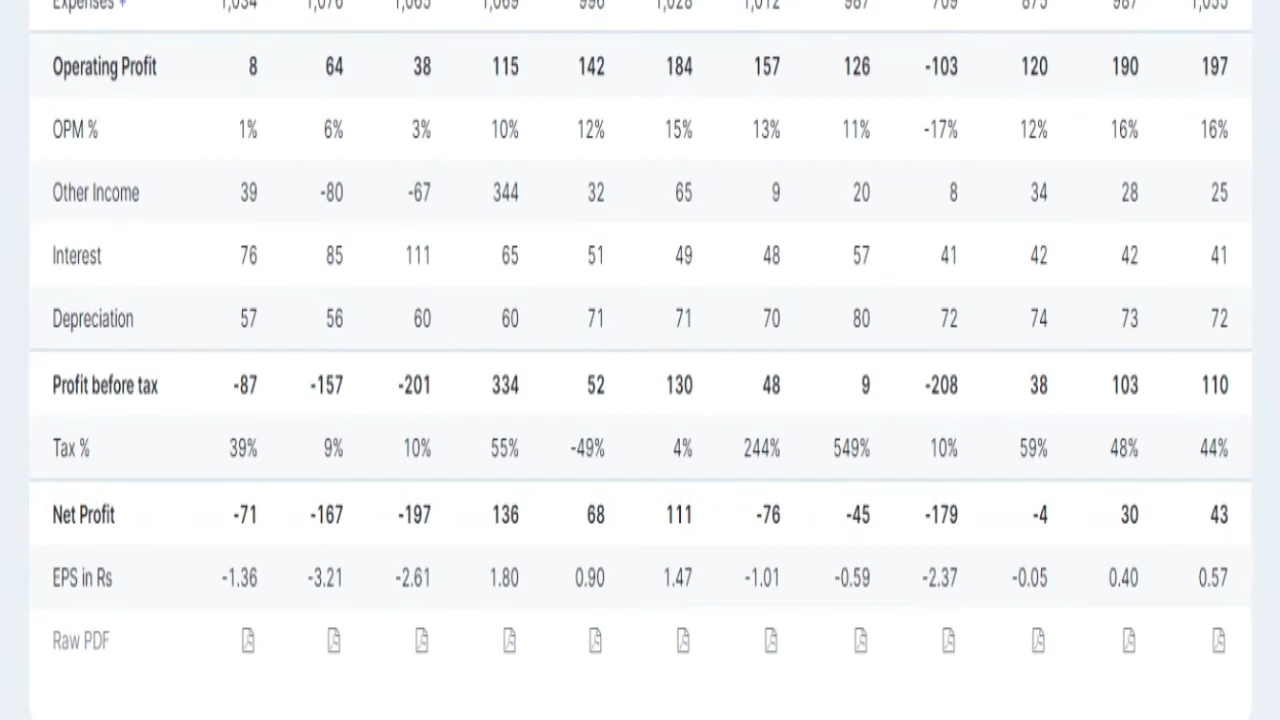 Expenses +
Operating Profit 8 64 38 115 142 184 157 126 -103 120 190 197
OPM % 1% 6% 3% 10% 12% 15% 13% 11% -17% 12% 16% 16%
Other Income 39 -80 -67 344 32 65 9 20 8 34 28 25
Interest 76 85 111 65 51 49 48 57 41 42 42 41
Depreciation 57 56 60 60 71 71 70 80 72 74 73 72
Profit before tax -87 -157 -201 334 52 130 48 9 -208 38 103 110
Tax % 39% 9% 10% 55% -49% 4% 244% 549% 10% 59% 48% 44%
Net Profit -71 -167 -197 136 68 111 -76 -45 -179 -4 30 43
EPS in Rs -1.36 -3.21 -2.61 1.80 0.90 1.47 -1.01 -0.59 -2.37 -0.05 0.40 0.57
Raw PDF